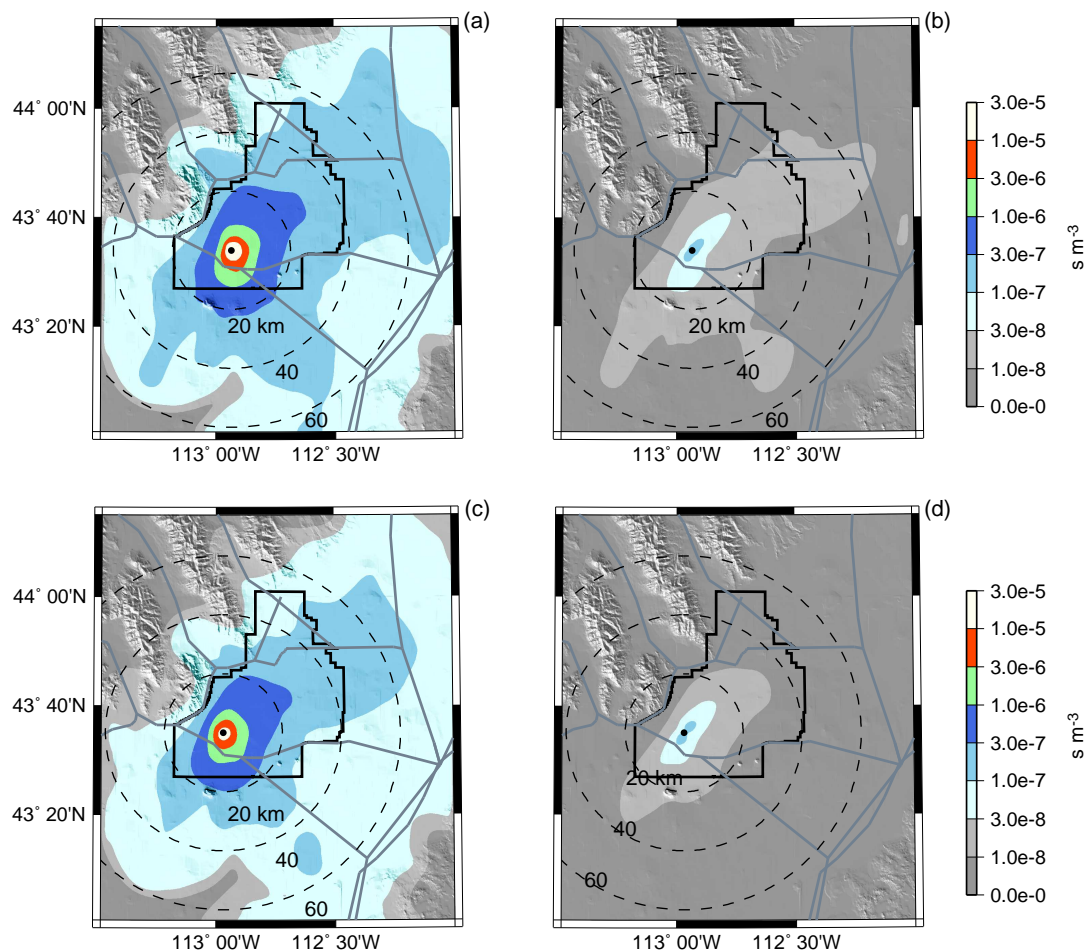 (a)
(b)
44° 00'N
43° 40'N
43° 20'N
20 km
40
60
20 km
40
60
113° 00'W
112° 30'W
113° 00'W
112° 30'W
3.0e-5
1.0e-5
3.0e-6
1.0e-6
3.0e-7
1.0e-7
3.0e-8
1.0e-8
0.0e-0
s m⁻³
(c)
(d)
44° 00'N
43° 40'N
43° 20'N
20 km
40
60
20 km
40
60
113° 00'W
112° 30'W
113° 00'W
112° 30'W
3.0e-5
1.0e-5
3.0e-6
1.0e-6
3.0e-7
1.0e-7
3.0e-8
1.0e-8
0.0e-0
s m⁻³